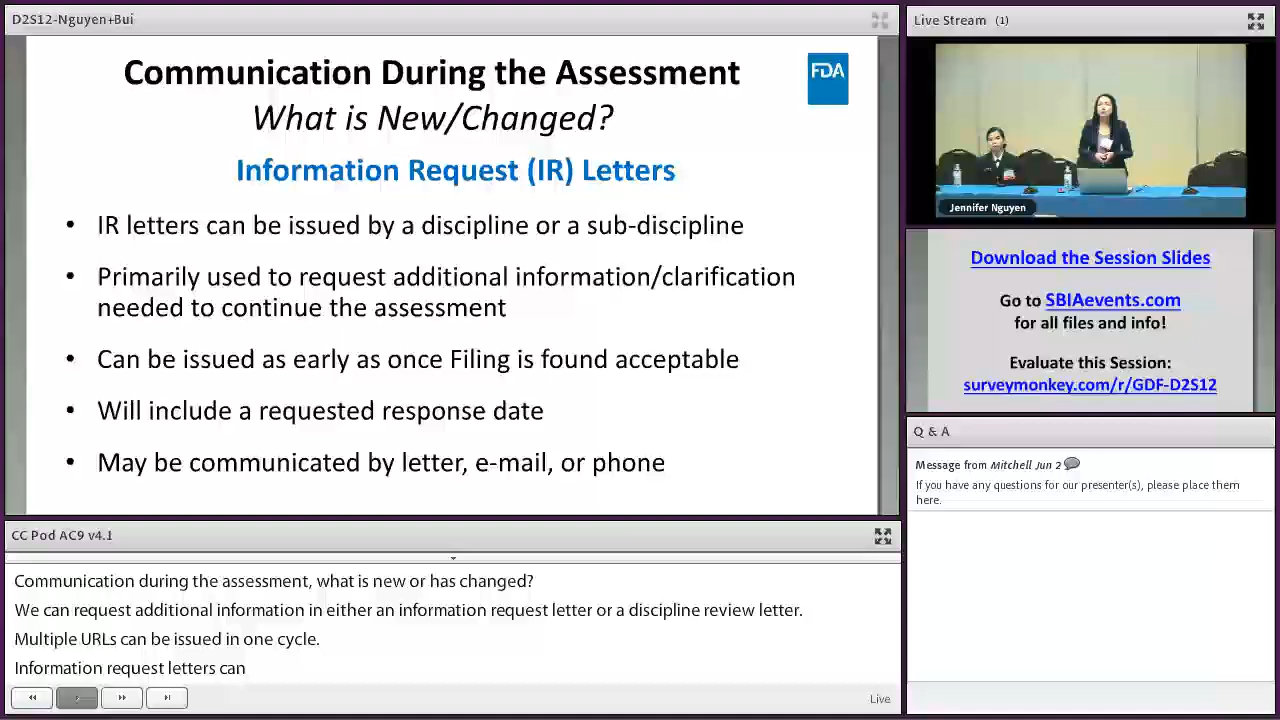 D2S12-Nguyen+Bui
Communication During the Assessment
What is New/Changed?
FDA
Information Request (IR) Letters
• IR letters can be issued by a discipline or a sub-discipline
• Primarily used to request additional information/clarification
needed to continue the assessment
• Can be issued as early as once Filing is found acceptable
• Will include a requested response date
• May be communicated by letter, e-mail, or phone
CC Pod AC9 v4.1
Communication during the assessment, what is new or has changed?
We can request additional information in either an information request letter or a discipline review letter.
Multiple URLs can be issued in one cycle.
Information request letters can
Live
Live Stream (1)
Jennifer Nguyen
Download the Session Slides
Go to SBIAevents.com
for all files and info!
Evaluate this Session:
surveymonkey.com/r/GDF-D2S12
Q & A
Message from Mitchell Jun 2
If you have any questions for our presenter(s), please place them
here.